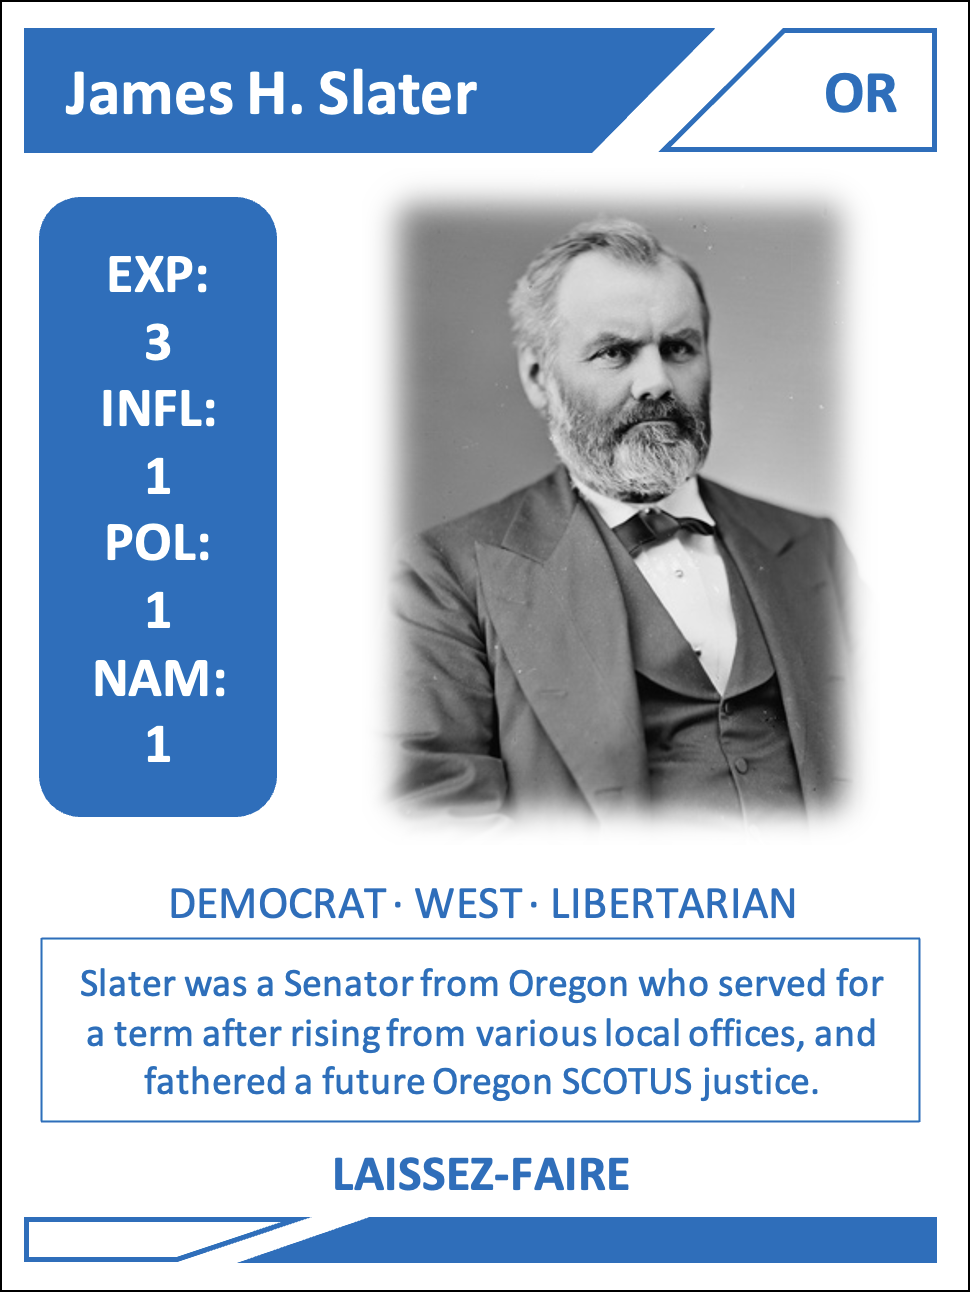 James H. Slater
OR
EXP:
3
INFL:
1
POL:
1
NAM:
1
DEMOCRAT · WEST · LIBERTARIAN
Slater was a Senator from Oregon who served for
a term after rising from various local offices, and
fathered a future Oregon SCOTUS justice.
LAISSEZ-FAIRE